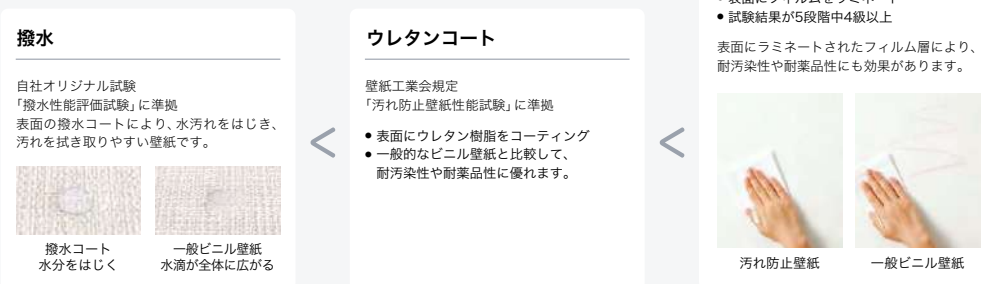 撥水
自社オリジナル試験
「撥水性能評価試験」に準拠
表面の撥水コートにより、水汚れをはじき、
汚れを拭き取りやすい壁紙です。
撥水コート
水分をはじく
一般ビニル壁紙
水滴が全体に広がる
<
ウレタンコート
壁紙工業会規定
「汚れ防止壁紙性能試験」に準拠
● 表面にウレタン樹脂をコーティング
● 一般的なビニル壁紙と比較して、
耐汚染性や耐薬品性に優れます。
<
● 試験結果が5段階中4級以上
表面にラミネートされたフィルム層により、
耐汚染性や耐薬品性にも効果があります。
汚れ防止壁紙
一般ビニル壁紙